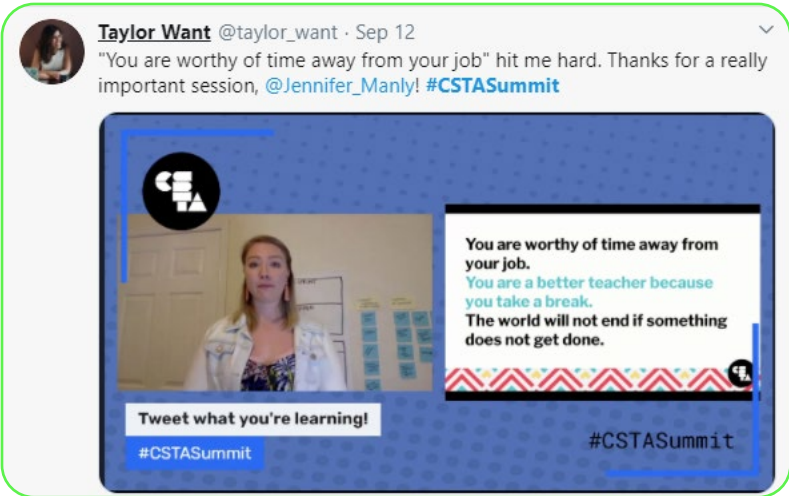 Taylor Want @taylor_want · Sep 12
"You are worthy of time away from your job" hit me hard. Thanks for a really
important session, @Jennifer_Manly! #CSTASummit
CSTA
You are worthy of time away from
your job.
You are a better teacher because
you take a break.
The world will not end if something
does not get done.
CSTA
Tweet what you're learning!
#CSTASummit
#CSTASummit